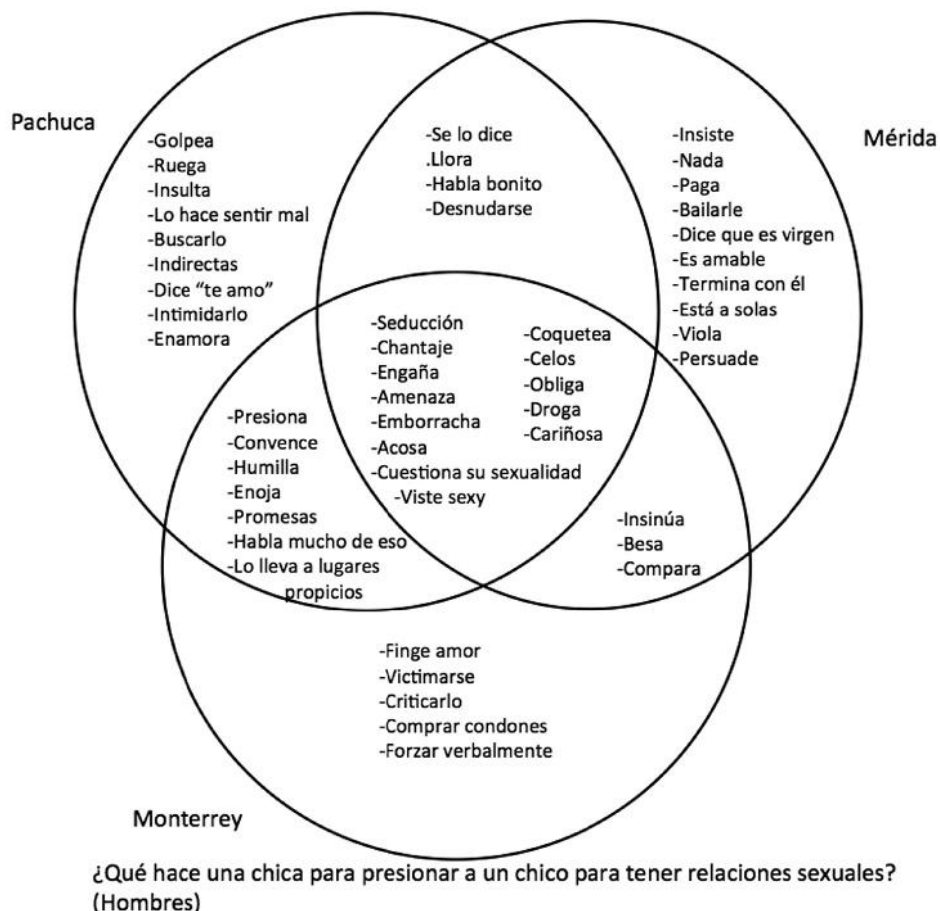 Pachuca
-Golpea
-Ruega
-Insulta
-Lo hace sentir mal
-Buscarlo
-Indirectas
-Dice “te amo”
-Intimidarlo
-Enamora
-Se lo dice
.Llora
-Habla bonito
-Desnudarse
Mérida
-Insiste
-Nada
-Paga
-Bailarle
-Dice que es virgen
-Es amable
-Termina con él
-Está a solas
-Viola
-Persuade
-Seducción
-Chantaje
-Engaña
-Amenaza
-Emborracha
-Acosa
-Cuestiona su sexualidad
-Viste sexy
-Coquetea
-Celos
-Obliga
-Droga
-Cariñosa
-Presiona
-Convence
-Humilla
-Enoja
-Promesas
-Habla mucho de eso
-Lo lleva a lugares
propicios
-Insinúa
-Besa
-Compara
-Finge amor
-Victimarse
-Criticarlo
-Comprar condones
-Forzar verbalmente
Monterrey
¿Qué hace una chica para presionar a un chico para tener relaciones sexuales?
(Hombres)